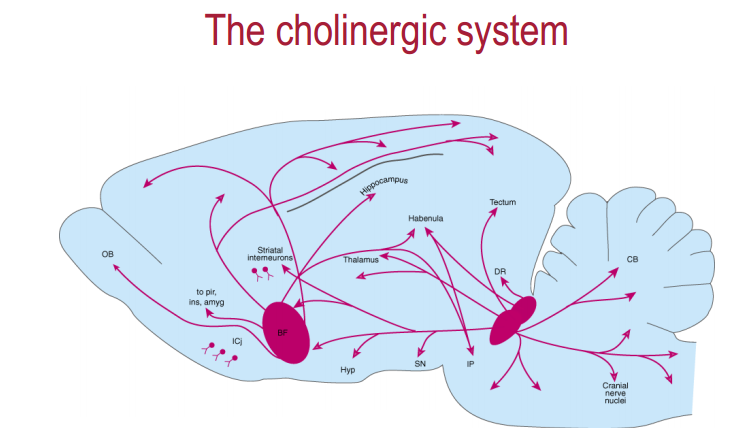 The cholinergic system
Hippocampus
Tectum
Habenula
OB
Striatal
interneurons
Thalamus
CB
DR
to pir,
ins, amyg
BF
ICj
Hyp
SN
IP
Cranial
nerve
nuclei